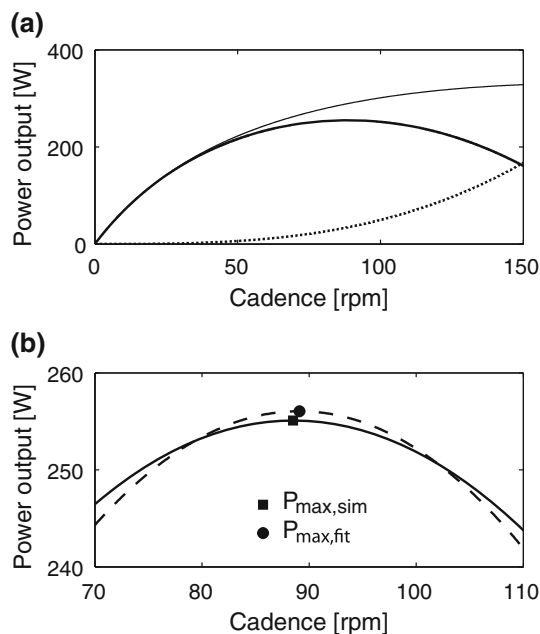 (a)
Power output [W]
400
200
0
0 50 100 150
Cadence [rpm]
(b)
Power output [W]
260
250
240
Pmax,sim
Pmax,fit
70 80 90 100 110
Cadence [rpm]